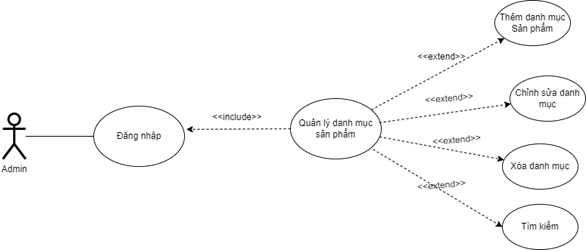 Thêm danh mục
Sản phẩm
<<extend>>
Chỉnh sửa danh
mục
<<extend>>
<<include>>
Quản lý danh mục
sản phẩm
Đăng nhập
Admin
<<extend>>
Xóa danh mục
<<extend>>
Tìm kiếm